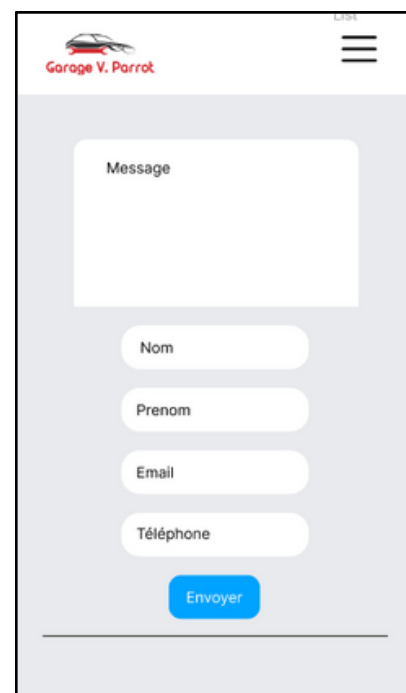 List
Garage V. Parrot
Message
Nom
Prenom
Email
Téléphone
Envoyer